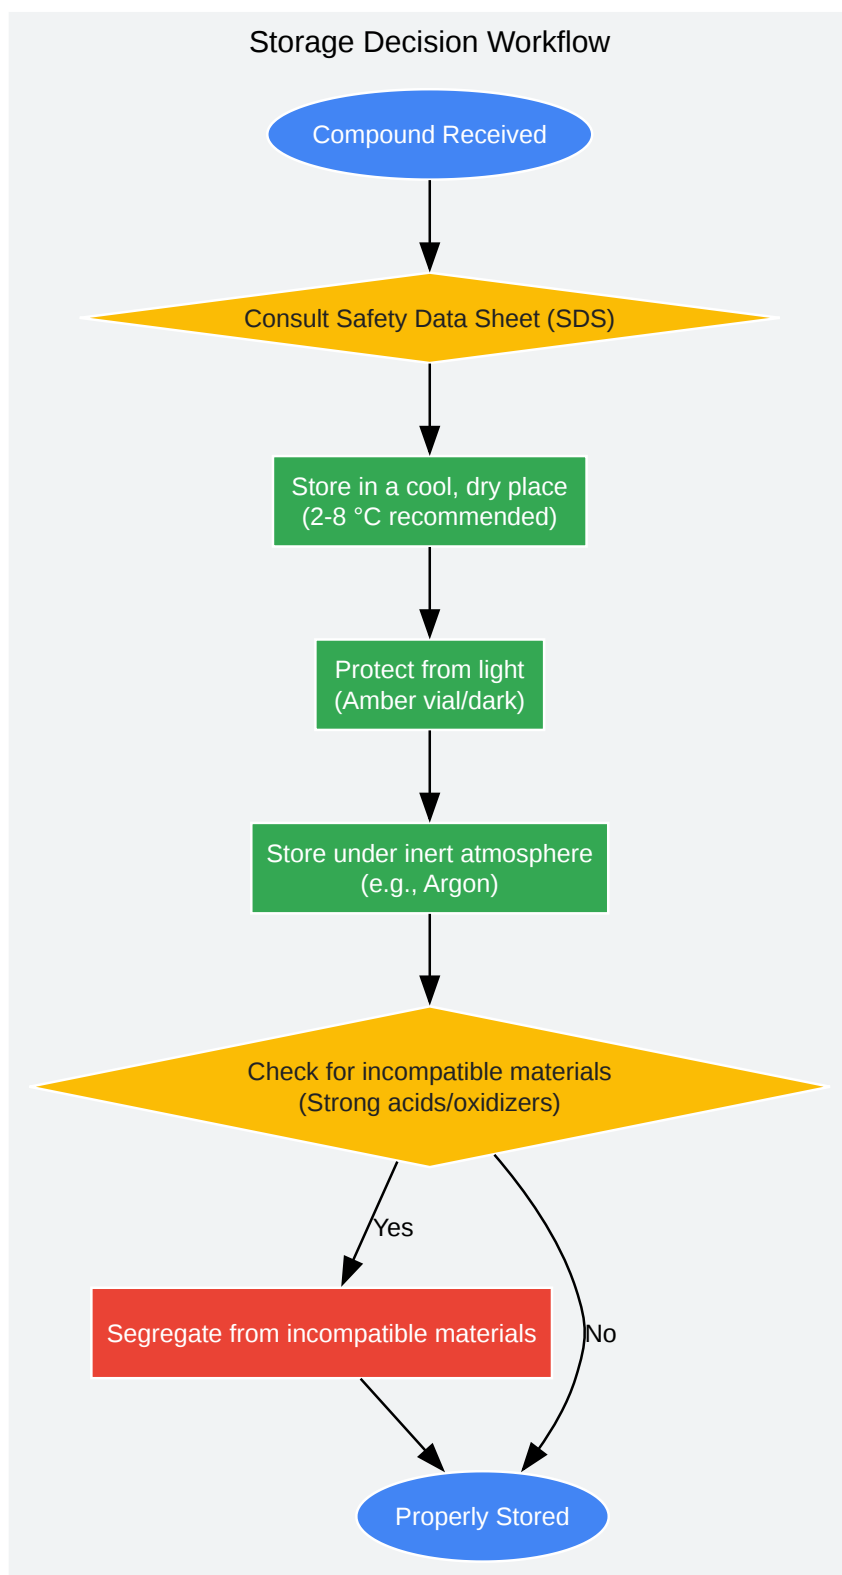 Storage Decision Workflow
Compound Received
Consult Safety Data Sheet (SDS)
Store in a cool, dry place
(2-8 °C recommended)
Protect from light
(Amber vial/dark)
Store under inert atmosphere
(e.g., Argon)
Check for incompatible materials
(Strong acids/oxidizers)
Yes
Segregate from incompatible materials
No
Properly Stored